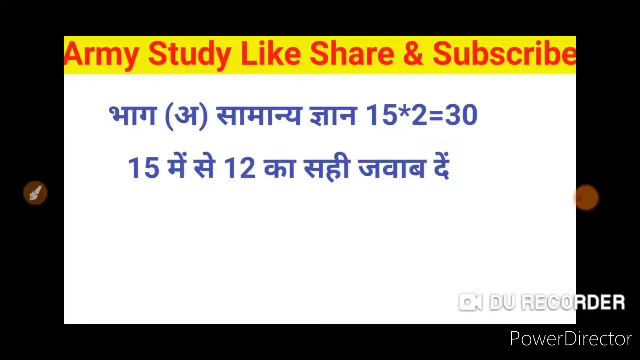 Army Study Like Share & Subscribe
भाग (अ) सामान्य ज्ञान 15*2=30
15 में से 12 का सही जवाब दें
DU RECORDER
PowerDirector